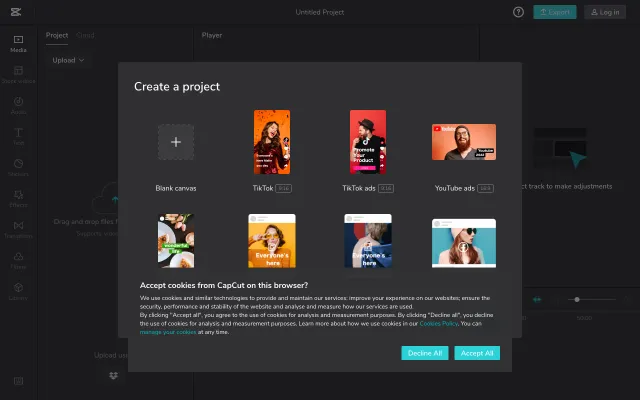 Untitled Project
?
Export
Log in
Media
Project
Cloud
Player
Upload
Audio
Text
Stickers
Effects
Transitions
Filters
Drag and drop files
Create a project
Blank canvas
TikTok 9:16
TikTok ads 9:16
YouTube ads 16:9
Promote
Your
Product
YouTube
Youtube
wonderful
life
Everyone's
here
Everyone's
here
ct track to make adjustments
Accept cookies from CapCut on this browser?
We use cookies and similar technologies to provide and maintain our services: improve your experience on our websites; ensure the
security, performance and stability of the website and analyse and measure how our services are used.
By clicking "Accept all", you agree to the use of cookies for analysis and measurement purposes. By clicking "Decline all", you decline
the use of cookies for analysis and measurement purposes. Learn more about how we use cookies in our Cookies Policy. You can
manage your cookies at any time.
Decline All
Accept All
Upload us